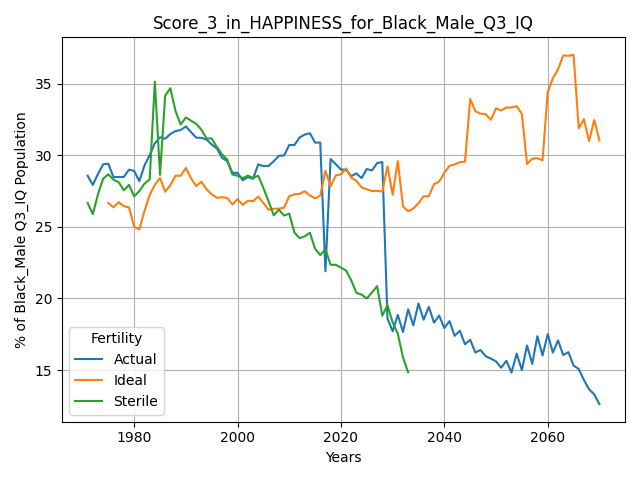 Score_3_in_HAPPINESS_for_Black_Male_Q3_IQ
% of Black_Male Q3_IQ Population
35
30
25
20
15
Fertility
Actual
Ideal
Sterile
1980
2000
2020
2040
2060
Years